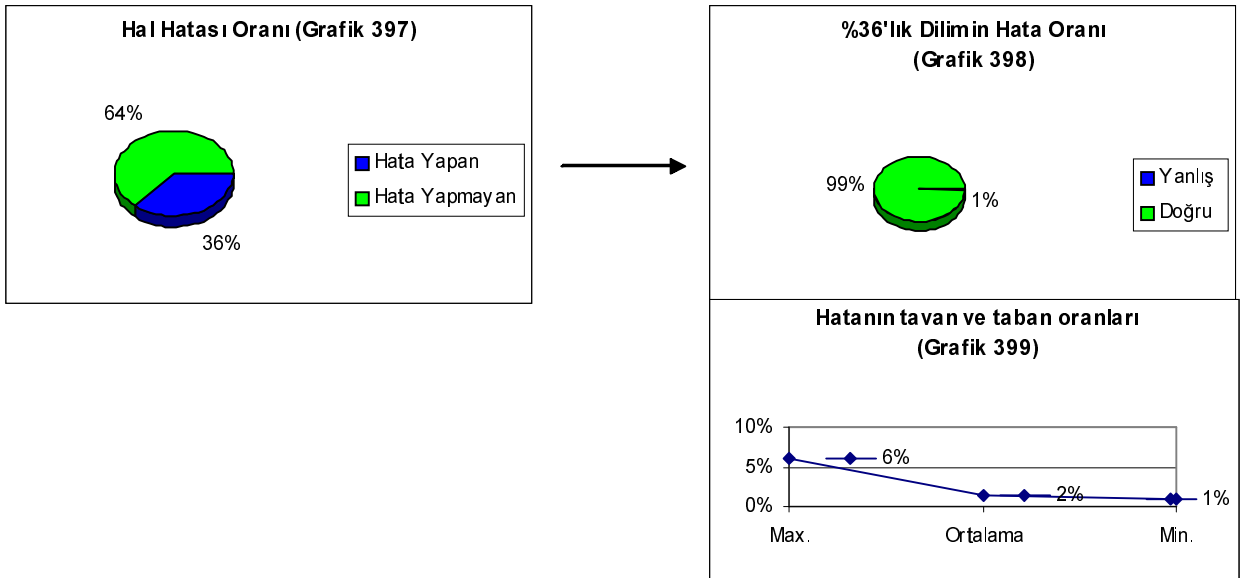 Hal Hatası Oranı (Grafik 397)
64%
36%
Hata Yapan
Hata Yapmayan
%36'lık Dilimin Hata Oranı
(Grafik 398)
99%
1%
Yanlış
Doğru
Hatanın tavan ve taban oranları
(Grafik 399)
10%
5%
0%
6%
2%
1%
Max.
Ortalama
Min.